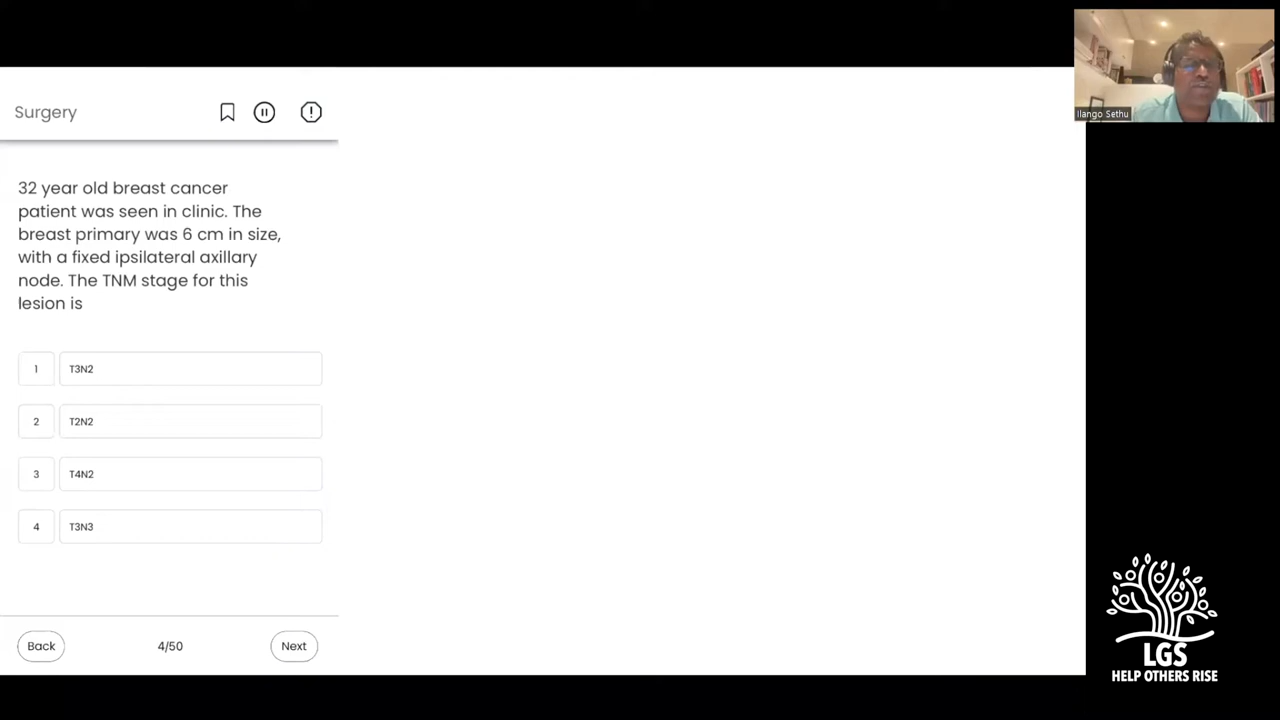 Ilango Sethu
Surgery
32 year old breast cancer
patient was seen in clinic. The
breast primary was 6 cm in size,
with a fixed ipsilateral axillary
node. The TNM stage for this
lesion is
1 T3N2
2 T2N2
3 T4N2
4 T3N3
Back 4/50 Next
LGS
HELP OTHERS RISE